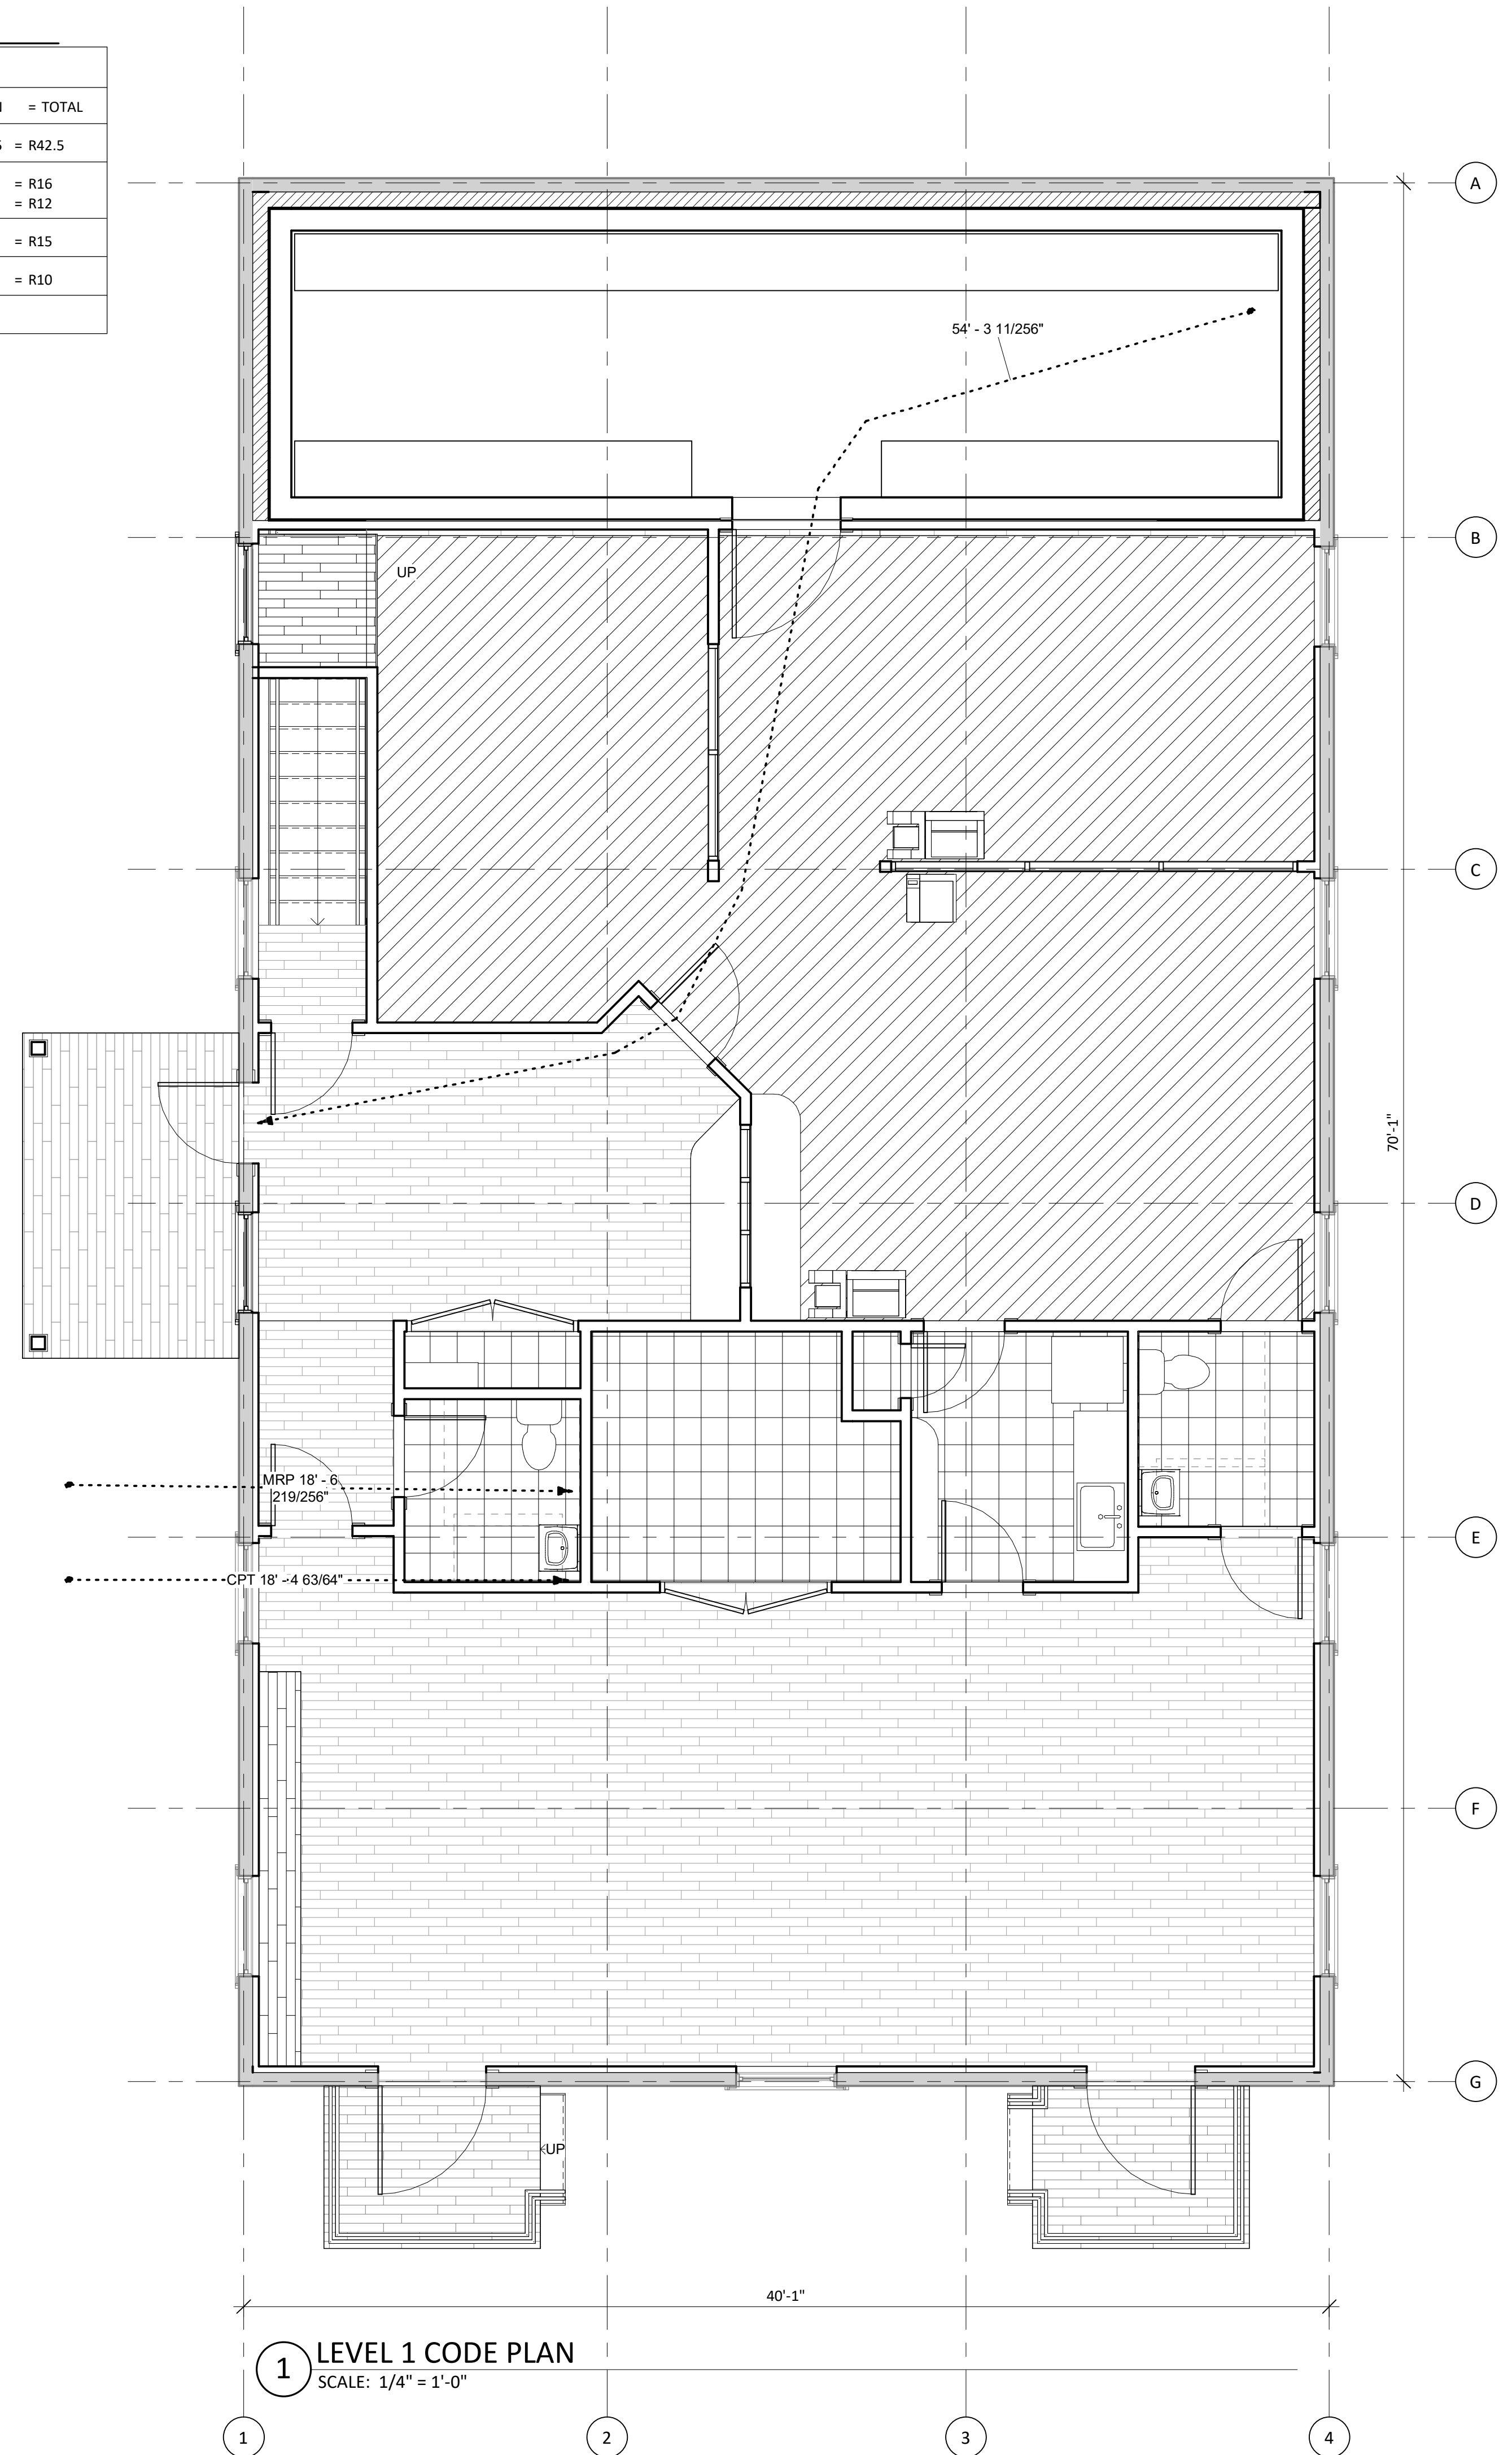 = TOTAL
= R42.5
= R16
= R12
= R15
= R10
A
54' - 3 11/256"
B
UP
C
70'-1"
D
MRP 18' - 6
219/256"
E
CPT 18' - 4 63/64"
F
G
UP
40'-1"
1 LEVEL 1 CODE PLAN
SCALE: 1/4" = 1'-0"
1 2 3 4